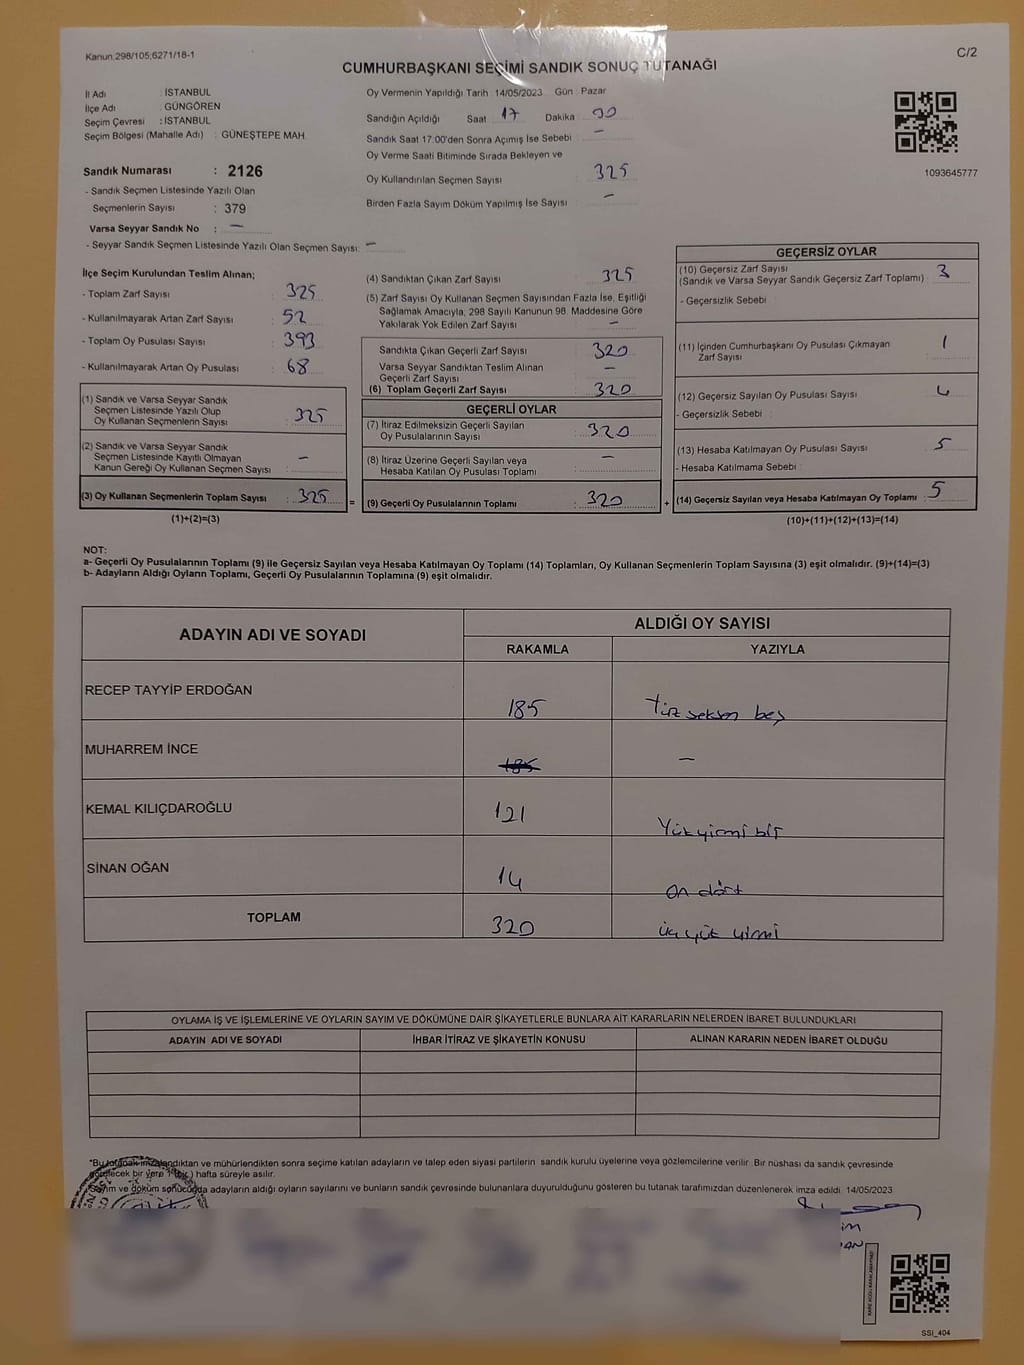 Kanun:298/105;6271/18-1
C/2
CUMHURBAŞKANI SEÇİMİ SANDIK SONUÇ TUTANAĞI
İl Adı : İSTANBUL
İlçe Adı : GÜNGÖREN
Seçim Çevresi : İSTANBUL
Seçim Bölgesi (Mahalle Adı) : GÜNEŞTEPE MAH.
Sandık Numarası : 2126
- Sandık Seçmen Listesinde Yazılı Olan
Seçmenlerin Sayısı : 379
Varsa Seyyar Sandık No : —
- Seyyar Sandık Seçmen Listesinde Yazılı Olan Seçmen Sayısı: —
Oy Vermenin Yapıldığı Tarih 14/05/2023 Gün : Pazar
Sandığın Açıldığı Saat 17 Dakika
Sandık Saat 17.00'den Sonra Açımış İse Sebebi : —
Oy Verme Saati Bitiminde Sırada Bekleyen ve
Oy Kullandırılan Seçmen Sayısı : 325
Birden Fazla Sayım Döküm Yapılmış İse Sayısı : —
1093645777
İlçe Seçim Kurulundan Teslim Alınan;
- Toplam Zarf Sayısı : 325
- Kullanılmayarak Artan Zarf Sayısı : 52
- Toplam Oy Pusulası Sayısı : 393
- Kullanılmayarak Artan Oy Pusulası : 68
(1) Sandık ve Varsa Seyyar Sandık
Seçmen Listesinde Yazılı Olup
Oy Kullanan Seçmenlerin Sayısı : 325
(2) Sandık ve Varsa Seyyar Sandık
Seçmen Listesinde Kayıtlı Olmayan
Kanun Gereği Oy Kullanan Seçmen Sayısı : —
(3) Oy Kullanan Seçmenlerin Toplam Sayısı : 325
(1)+(2)=(3)
(4) Sandıktan Çıkan Zarf Sayısı : 325
(5) Zarf Sayısı Oy Kullanan Seçmen Sayısından Fazla İse, Eşitliği
Sağlamak Amacıyla; 298 Sayılı Kanunun 98. Maddesine Göre
Yakılarak Yok Edilen Zarf Sayısı : —
Sandıkta Çıkan Geçerli Zarf Sayısı : 320
Varsa Seyyar Sandıktan Teslim Alınan
Geçerli Zarf Sayısı : —
(6) Toplam Geçerli Zarf Sayısı : 320
GEÇERLİ OYLAR
(7) İtiraz Edilmeksizin Geçerli Sayılan
Oy Pusulalarının Sayısı : 320
(8) İtiraz Üzerine Geçerli Sayılan veya
Hesaba Katılan Oy Pusulası Toplamı : —
= (9) Geçerli Oy Pusulalarının Toplamı : 320 +
GEÇERSİZ OYLAR
(10) Geçersiz Zarf Sayısı
(Sandık ve Varsa Seyyar Sandık Geçersiz Zarf Toplamı) : 3
- Geçersizlik Sebebi :
(11) İçinden Cumhurbaşkanı Oy Pusulası Çıkmayan
Zarf Sayısı : 1
(12) Geçersiz Sayılan Oy Pusulası Sayısı : 4
- Geçersizlik Sebebi :
(13) Hesaba Katılmayan Oy Pusulası Sayısı : 5
- Hesaba Katılmama Sebebi :
(14) Geçersiz Sayılan veya Hesaba Katılmayan Oy Toplamı : 5
(10)+(11)+(12)+(13)=(14)
NOT:
a- Geçerli Oy Pusulalarının Toplamı (9) ile Geçersiz Sayılan veya Hesaba Katılmayan Oy Toplamı (14) Toplamları, Oy Kullanan Seçmenlerin Toplam Sayısına (3) eşit olmalıdır. (9)+(14)=(3)
b- Adayların Aldığı Oyların Toplamı, Geçerli Oy Pusulalarının Toplamına (9) eşit olmalıdır.
ADAYIN ADI VE SOYADI
ALDIĞI OY SAYISI
RAKAMLA YAZIYLA
RECEP TAYYİP ERDOĞAN 185 Yüz seksen beş
MUHARREM İNCE 185 —
KEMAL KILIÇDAROĞLU 121 Yüz yirmi bir
SİNAN OĞAN 14 on dört
TOPLAM 320 üç yüz yirmi
OYLAMA İŞ VE İŞLEMLERİNE VE OYLARIN SAYIM VE DÖKÜMÜNE DAİR ŞİKAYETLERLE BUNLARA AİT KARARLARIN NELERDEN İBARET BULUNDUKLARI
ADAYIN ADI VE SOYADI İHBAR İTİRAZ VE ŞİKAYETİN KONUSU ALINAN KARARIN NEDEN İBARET OLDUĞU
*Bu tutanak imzalandıktan ve mühürlendikten sonra seçime katılan adayların ve talep eden siyasi partilerin sandık kurulu üyelerine veya gözlemcilerine verilir. Bir nüshası da sandık çevresinde
görülecek bir yere 1 (bir) hafta süreyle asılır.
Sayım ve döküm sonucunda adayların aldığı oyların sayılarını ve bunların sandık çevresinde bulunanlara duyurulduğunu gösteren bu tutanak tarafımızdan düzenlenerek imza edildi. 14/05/2023
SSI_404